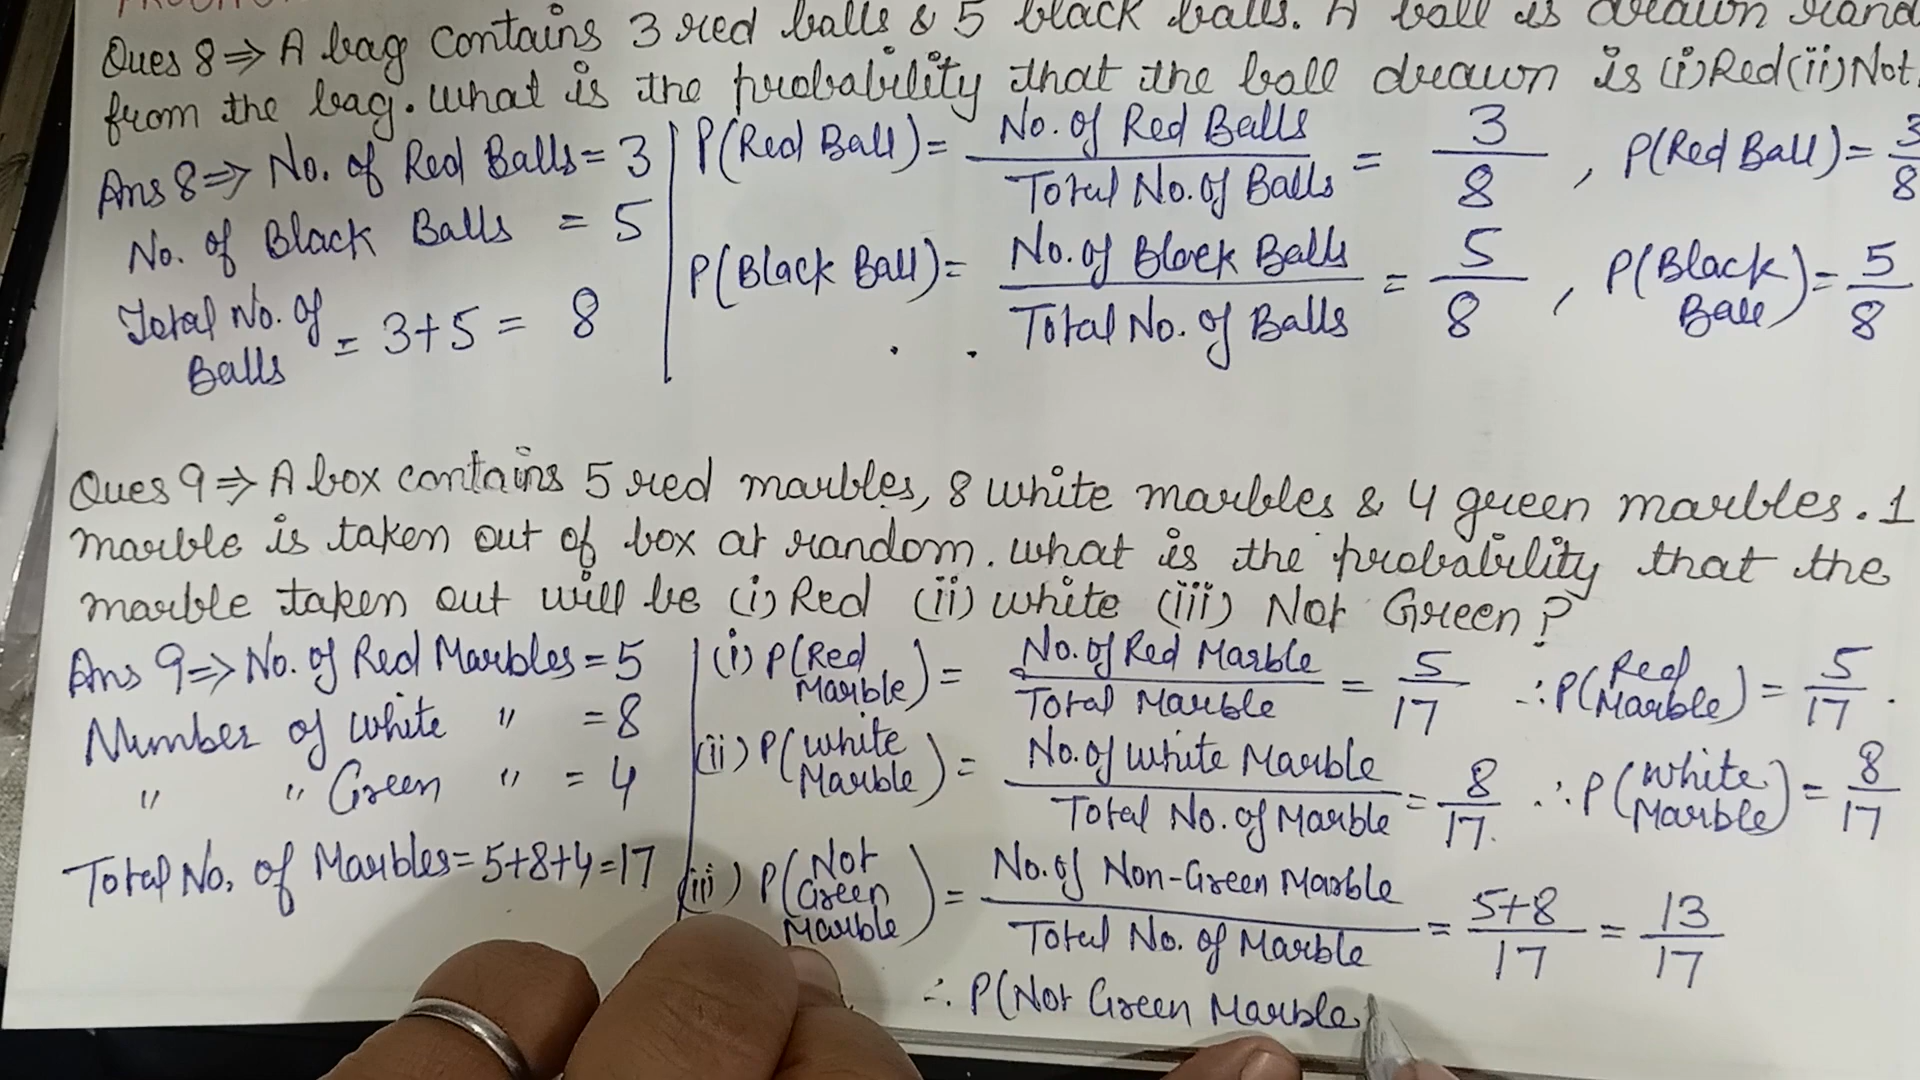 Ques 8 ⇒ A bag contains 3 red balls & 5 black balls. A ball is drawn
from the bag. What is the probability that the ball drawn is (i) Red (ii) Not
Ans 8 ⇒ No. of Red Balls = 3
No. of Black Balls = 5
Total No. of Balls = 3+5 = 8
P(Red Ball) = No. of Red Balls / Total No. of Balls = 3/8 , P(Red Ball) = 3/8
P(Black Ball) = No. of Black Balls / Total No. of Balls = 5/8 , P(Black Ball) = 5/8
Ques 9 ⇒ A box contains 5 red marbles, 8 white marbles & 4 green marbles. 1
marble is taken out of box at random. What is the probability that the
marble taken out will be (i) Red (ii) white (iii) Not Green?
Ans 9 ⇒ No. of Red Marbles = 5
Number of white " = 8
" " Green " = 4
Total No. of Marbles = 5+8+4 = 17
(i) P(Red Marble) = No. of Red Marble / Total Marble = 5/17 ∴ P(Red Marble) = 5/17.
(ii) P(White Marble) = No. of White Marble / Total No. of Marble = 8/17. ∴ P(White Marble) = 8/17
(iii) P(Not Green Marble) = No. of Non-Green Marble / Total No. of Marble = 5+8/17 = 13/17
∴ P(Not Green Marble